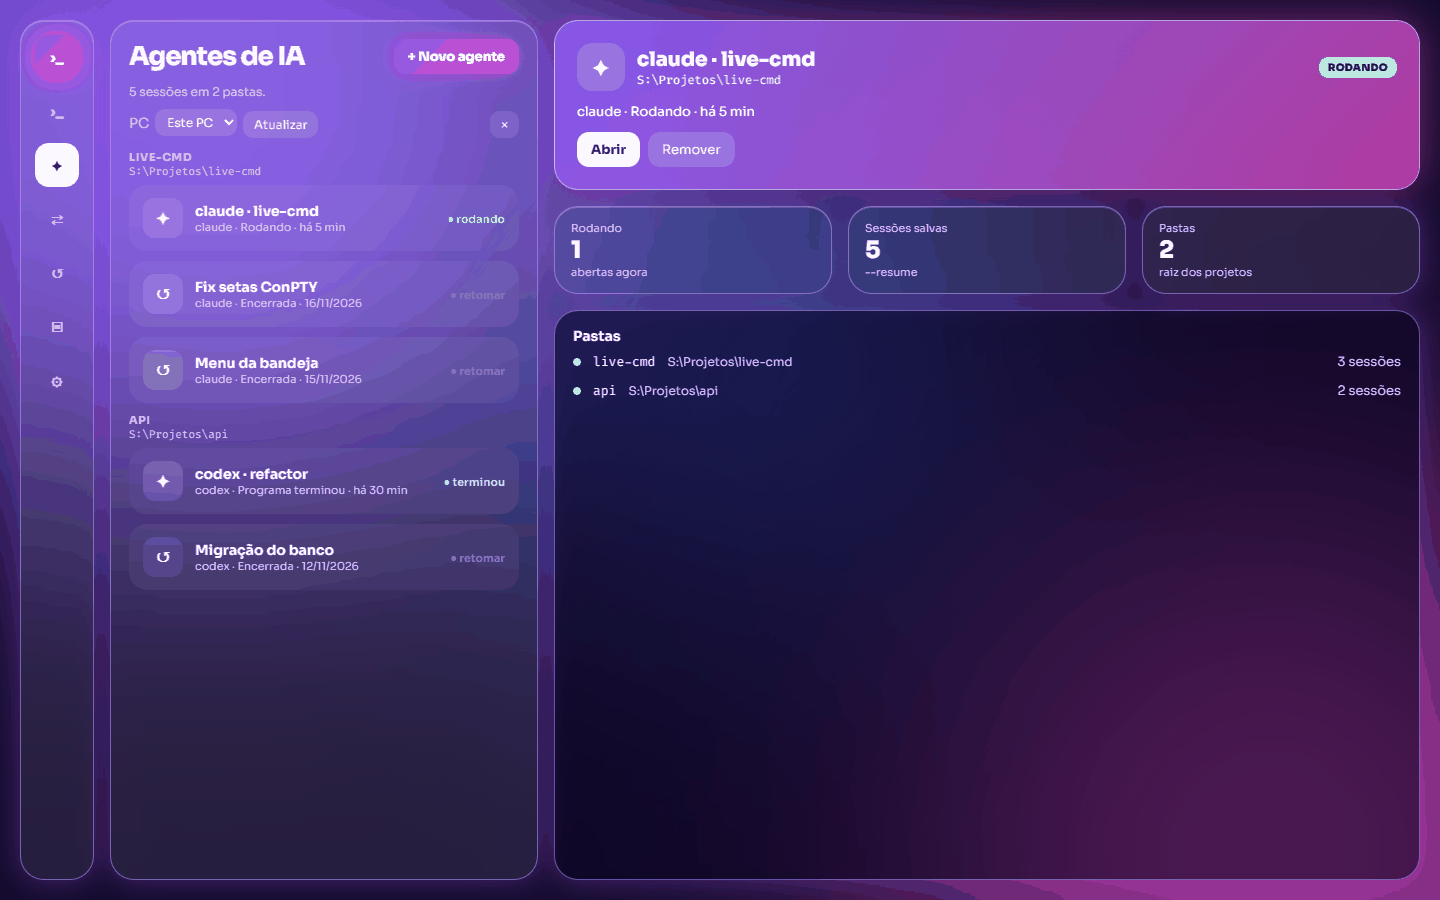 Agentes de IA
+ Novo agente
5 sessões em 2 pastas.
PC Este PC Atualizar ×
LIVE-CMD
S:\Projetos\live-cmd
claude · live-cmd
claude · Rodando · há 5 min
• rodando
Fix setas ConPTY
claude · Encerrada · 16/11/2026
• retomar
Menu da bandeja
claude · Encerrada · 15/11/2026
• retomar
API
S:\Projetos\api
codex · refactor
codex · Programa terminou · há 30 min
• terminou
Migração do banco
codex · Encerrada · 12/11/2026
• retomar
claude · live-cmd
S:\Projetos\live-cmd
RODANDO
claude · Rodando · há 5 min
Abrir Remover
Rodando
1
abertas agora
Sessões salvas
5
--resume
Pastas
2
raiz dos projetos
Pastas
live-cmd S:\Projetos\live-cmd 3 sessões
api S:\Projetos\api 2 sessões